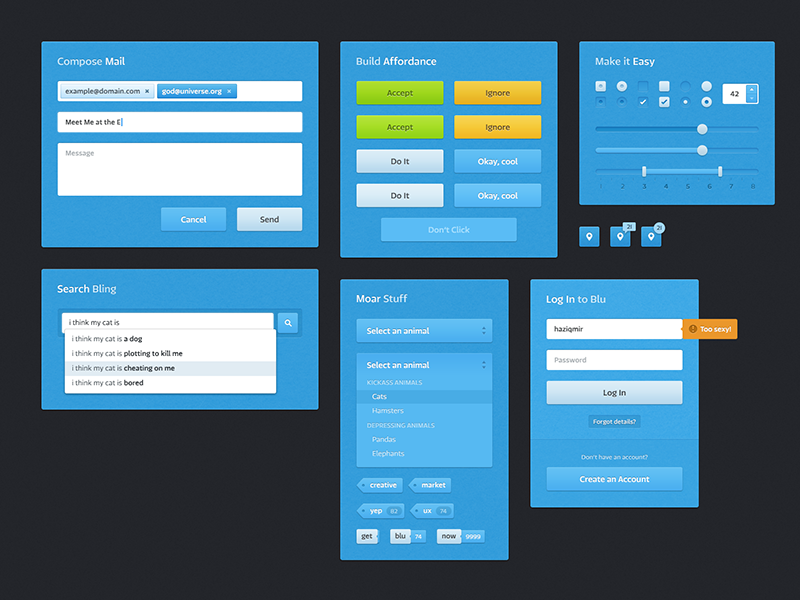 Compose Mail
example@domain.com ×
god@universe.org ×
Meet Me at the E
Message
Cancel
Send
Build Affordance
Accept
Ignore
Accept
Ignore
Do It
Okay, cool
Do It
Okay, cool
Don't Click
Make it Easy
42
1 2 3 4 5 6 7 8
21
21
Search Bling
i think my cat is
i think my cat is a dog
i think my cat is plotting to kill me
i think my cat is cheating on me
i think my cat is bored
Moar Stuff
Select an animal
Select an animal
KICKASS ANIMALS
Cats
Hamsters
DEPRESSING ANIMALS
Pandas
Elephants
creative
market
yep 82
ux 74
get
blu 74
now 9999
Log In to Blu
haziqmir
Too sexy!
Password
Log In
Forgot details?
Don't have an account?
Create an Account